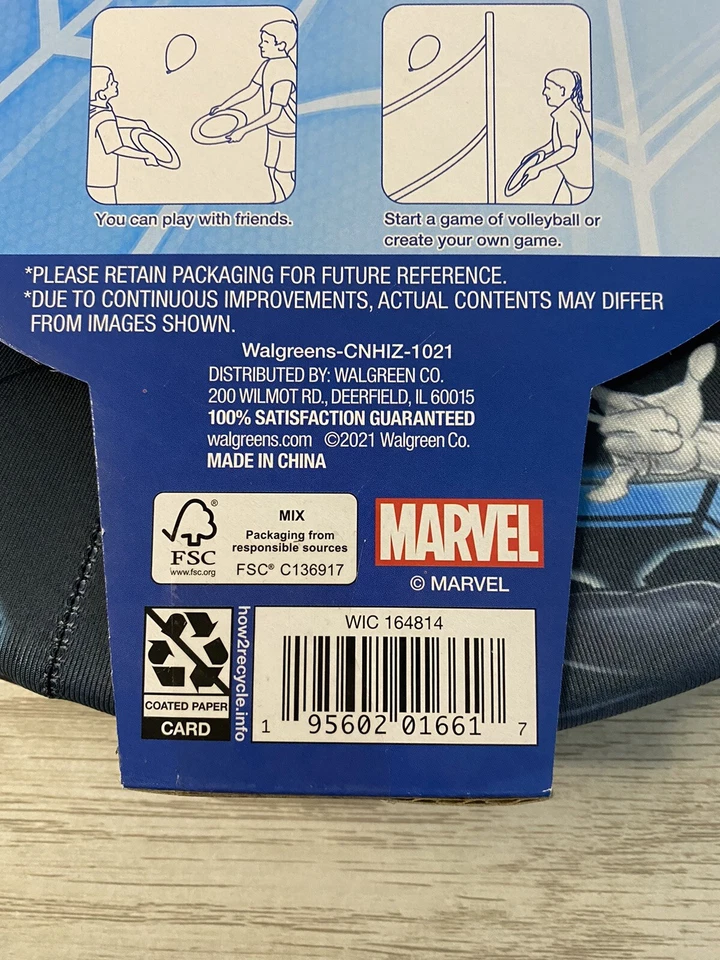 You can play with friends.
Start a game of volleyball or
create your own game.
*PLEASE RETAIN PACKAGING FOR FUTURE REFERENCE.
*DUE TO CONTINUOUS IMPROVEMENTS, ACTUAL CONTENTS MAY DIFFER
FROM IMAGES SHOWN.
Walgreens-CNHIZ-1021
DISTRIBUTED BY: WALGREEN CO.
200 WILMOT RD., DEERFIELD, IL 60015
100% SATISFACTION GUARANTEED
walgreens.com ©2021 Walgreen Co.
MADE IN CHINA
®
FSC
www.fsc.org
MIX
Packaging from
responsible sources
FSC® C136917
MARVEL
© MARVEL
COATED PAPER
CARD
how2recycle.info
WIC 164814
1 95602 01661 7